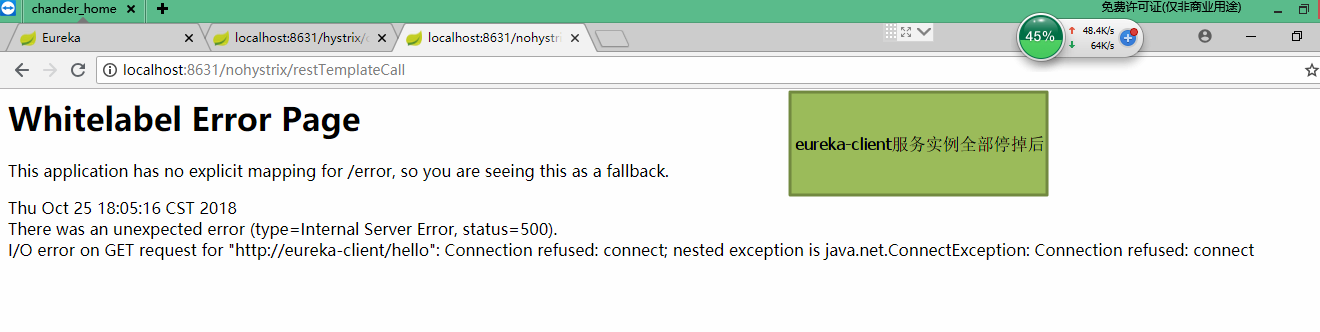 chander_home
免费许可证(仅非商业用途)
Eureka
localhost:8631/hystrix/
localhost:8631/nohystri
45%
48.4K/s
64K/s
localhost:8631/nohystrix/restTemplateCall
Whitelabel Error Page
eureka-client服务实例全部停掉后
This application has no explicit mapping for /error, so you are seeing this as a fallback.
Thu Oct 25 18:05:16 CST 2018
There was an unexpected error (type=Internal Server Error, status=500).
I/O error on GET request for "http://eureka-client/hello": Connection refused: connect; nested exception is java.net.ConnectException: Connection refused: connect